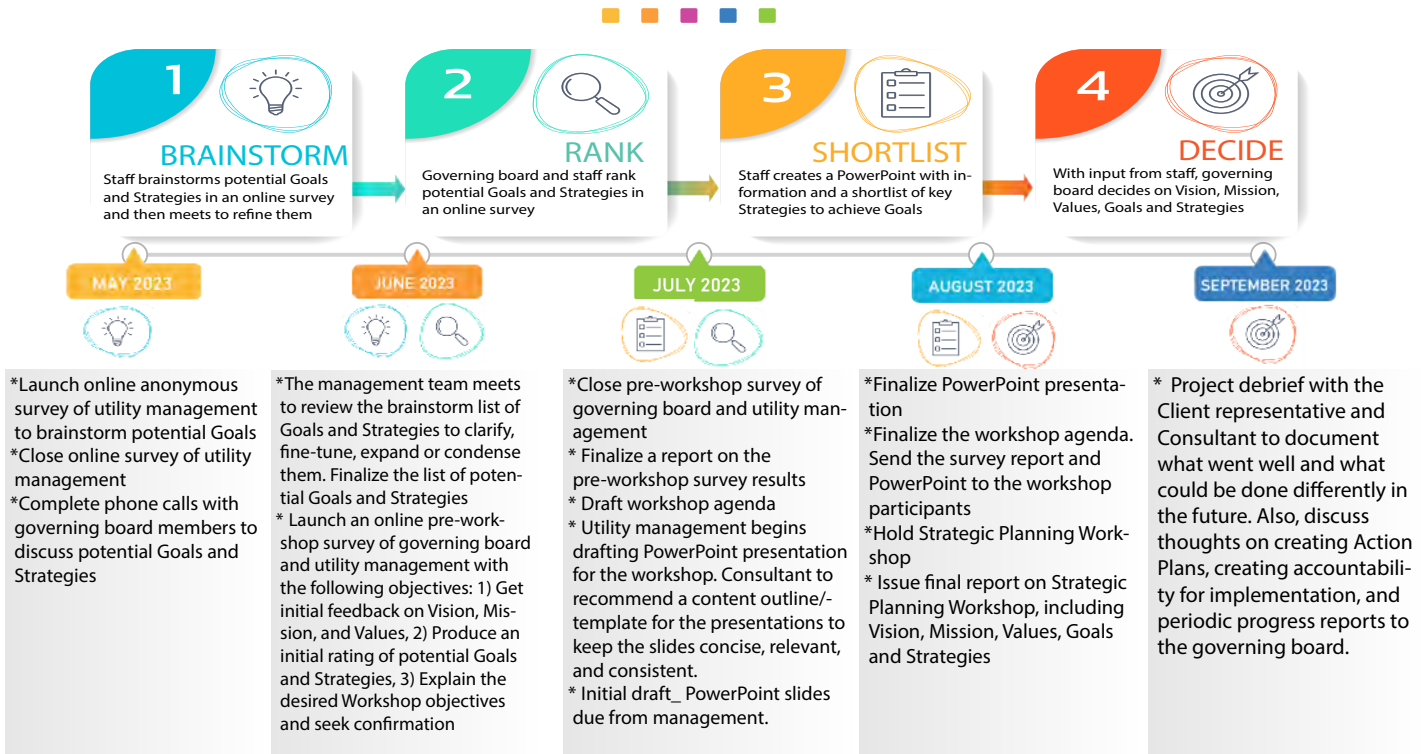 1
BRAINSTORM
Staff brainstorms potential Goals
and Strategies in an online survey
and then meets to refine them
2
RANK
Governing board and staff rank
potential Goals and Strategies in
an online survey
3
SHORTLIST
Staff creates a PowerPoint with in-
formation and a shortlist of key
Strategies to achieve Goals
4
DECIDE
With input from staff, governing
board decides on Vision, Mission,
Values, Goals and Strategies
MAY 2023
JUNE 2023
JULY 2023
AUGUST 2023
SEPTEMBER 2023
*Launch online anonymous
survey of utility management
to brainstorm potential Goals
*Close online survey of utility
management
*Complete phone calls with
governing board members to
discuss potential Goals and
Strategies
*The management team meets
to review the brainstorm list of
Goals and Strategies to clarify,
fine-tune, expand or condense
them. Finalize the list of poten-
tial Goals and Strategies
* Launch an online pre-work-
shop survey of governing board
and utility management with
the following objectives: 1) Get
initial feedback on Vision, Mis-
sion, and Values, 2) Produce an
initial rating of potential Goals
and Strategies, 3) Explain the
desired Workshop objectives
and seek confirmation
*Close pre-workshop survey of
governing board and utility man-
agement
* Finalize a report on the
pre-workshop survey results
* Draft workshop agenda
* Utility management begins
drafting PowerPoint presentation
for the workshop. Consultant to
recommend a content outline/-
template for the presentations to
keep the slides concise, relevant,
and consistent.
* Initial draft_ PowerPoint slides
due from management.
*Finalize PowerPoint presenta-
tion
*Finalize the workshop agenda.
Send the survey report and
PowerPoint to the workshop
participants
*Hold Strategic Planning Work-
shop
* Issue final report on Strategic
Planning Workshop, including
Vision, Mission, Values, Goals
and Strategies
* Project debrief with the
Client representative and
Consultant to document
what went well and what
could be done differently in
the future. Also, discuss
thoughts on creating Action
Plans, creating accountabili-
ty for implementation, and
periodic progress reports to
the governing board.